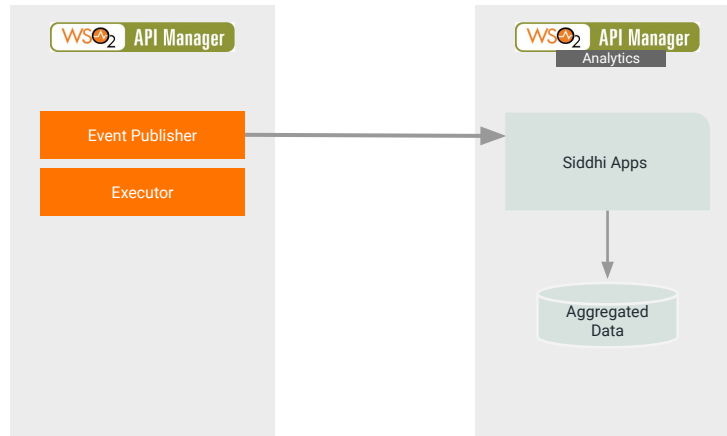 WSO2 API Manager
WSO2 API Manager
Analytics
Event Publisher
Executor
Siddhi Apps
Aggregated
Data